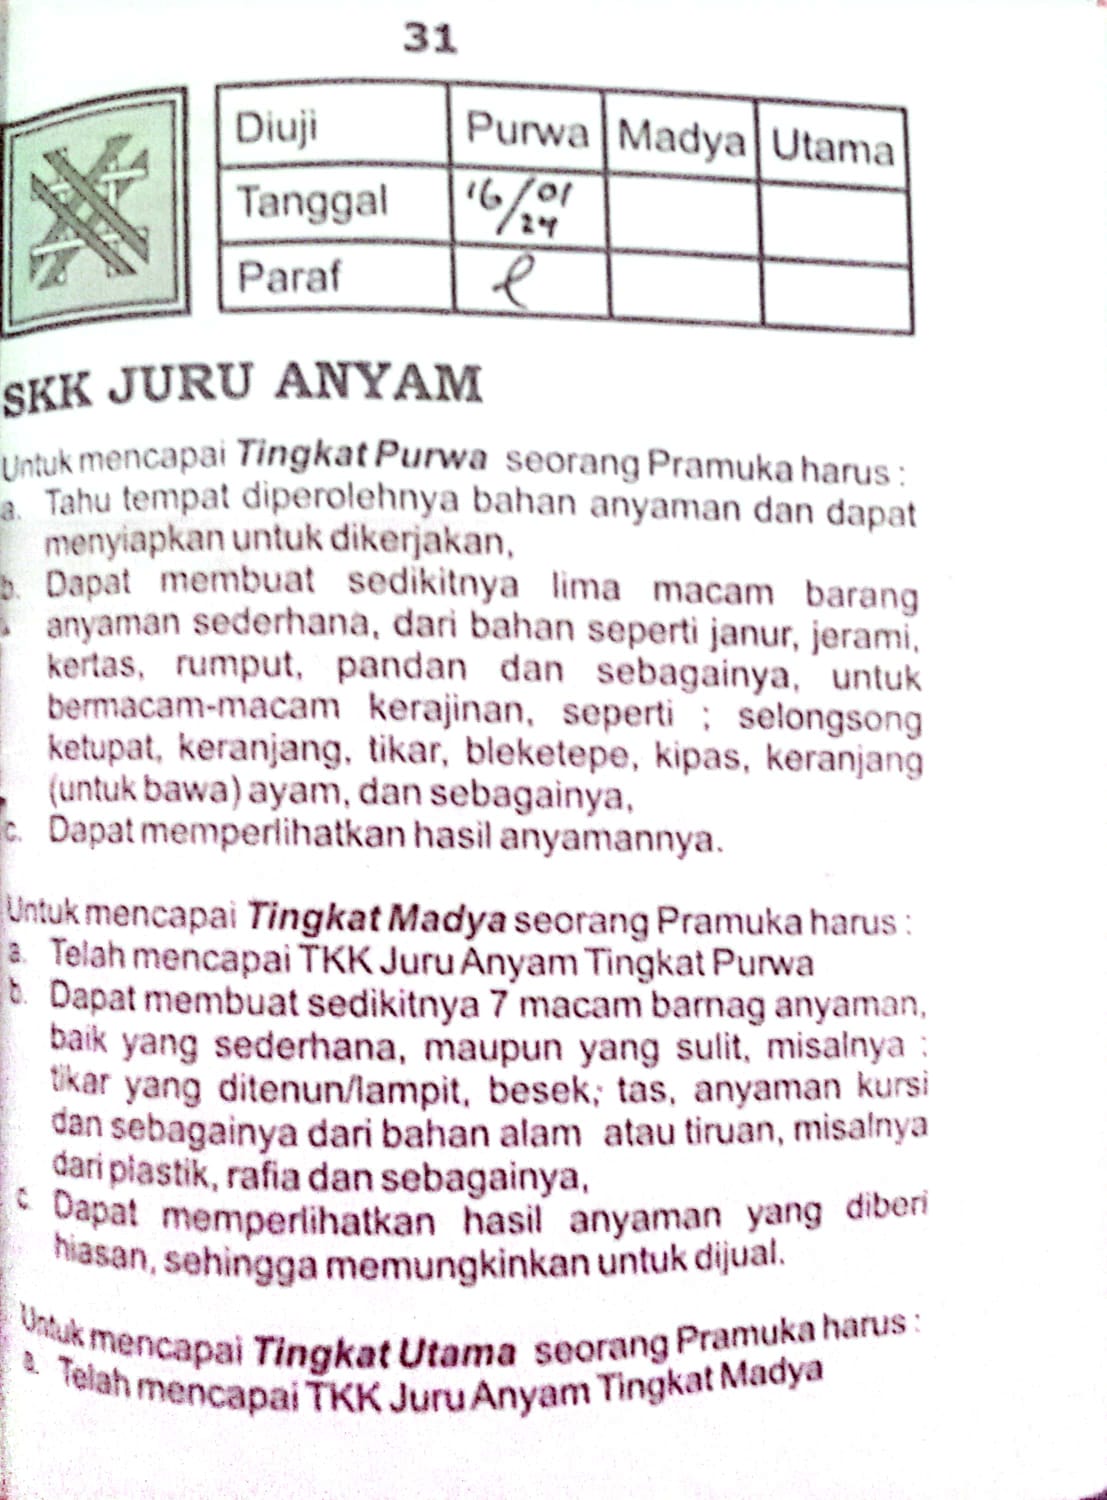 31
Diuji Purwa Madya Utama
Tanggal 16/01/24
Paraf
SKK JURU ANYAM
Untuk mencapai Tingkat Purwa seorang Pramuka harus :
a. Tahu tempat diperolehnya bahan anyaman dan dapat
menyiapkan untuk dikerjakan,
b. Dapat membuat sedikitnya lima macam barang
anyaman sederhana, dari bahan seperti janur, jerami,
kertas, rumput, pandan dan sebagainya, untuk
bermacam-macam kerajinan, seperti ; selongsong
ketupat, keranjang, tikar, bleketepe, kipas, keranjang
(untuk bawa) ayam, dan sebagainya,
c. Dapat memperlihatkan hasil anyamannya.
Untuk mencapai Tingkat Madya seorang Pramuka harus :
a. Telah mencapai TKK Juru Anyam Tingkat Purwa
b. Dapat membuat sedikitnya 7 macam barnag anyaman,
baik yang sederhana, maupun yang sulit, misalnya :
tikar yang ditenun/lampit, besek, tas, anyaman kursi
dan sebagainya dari bahan alam atau tiruan, misalnya
dari plastik, rafia dan sebagainya,
c. Dapat memperlihatkan hasil anyaman yang diberi
hiasan, sehingga memungkinkan untuk dijual.
Untuk mencapai Tingkat Utama seorang Pramuka harus :
a. Telah mencapai TKK Juru Anyam Tingkat Madya